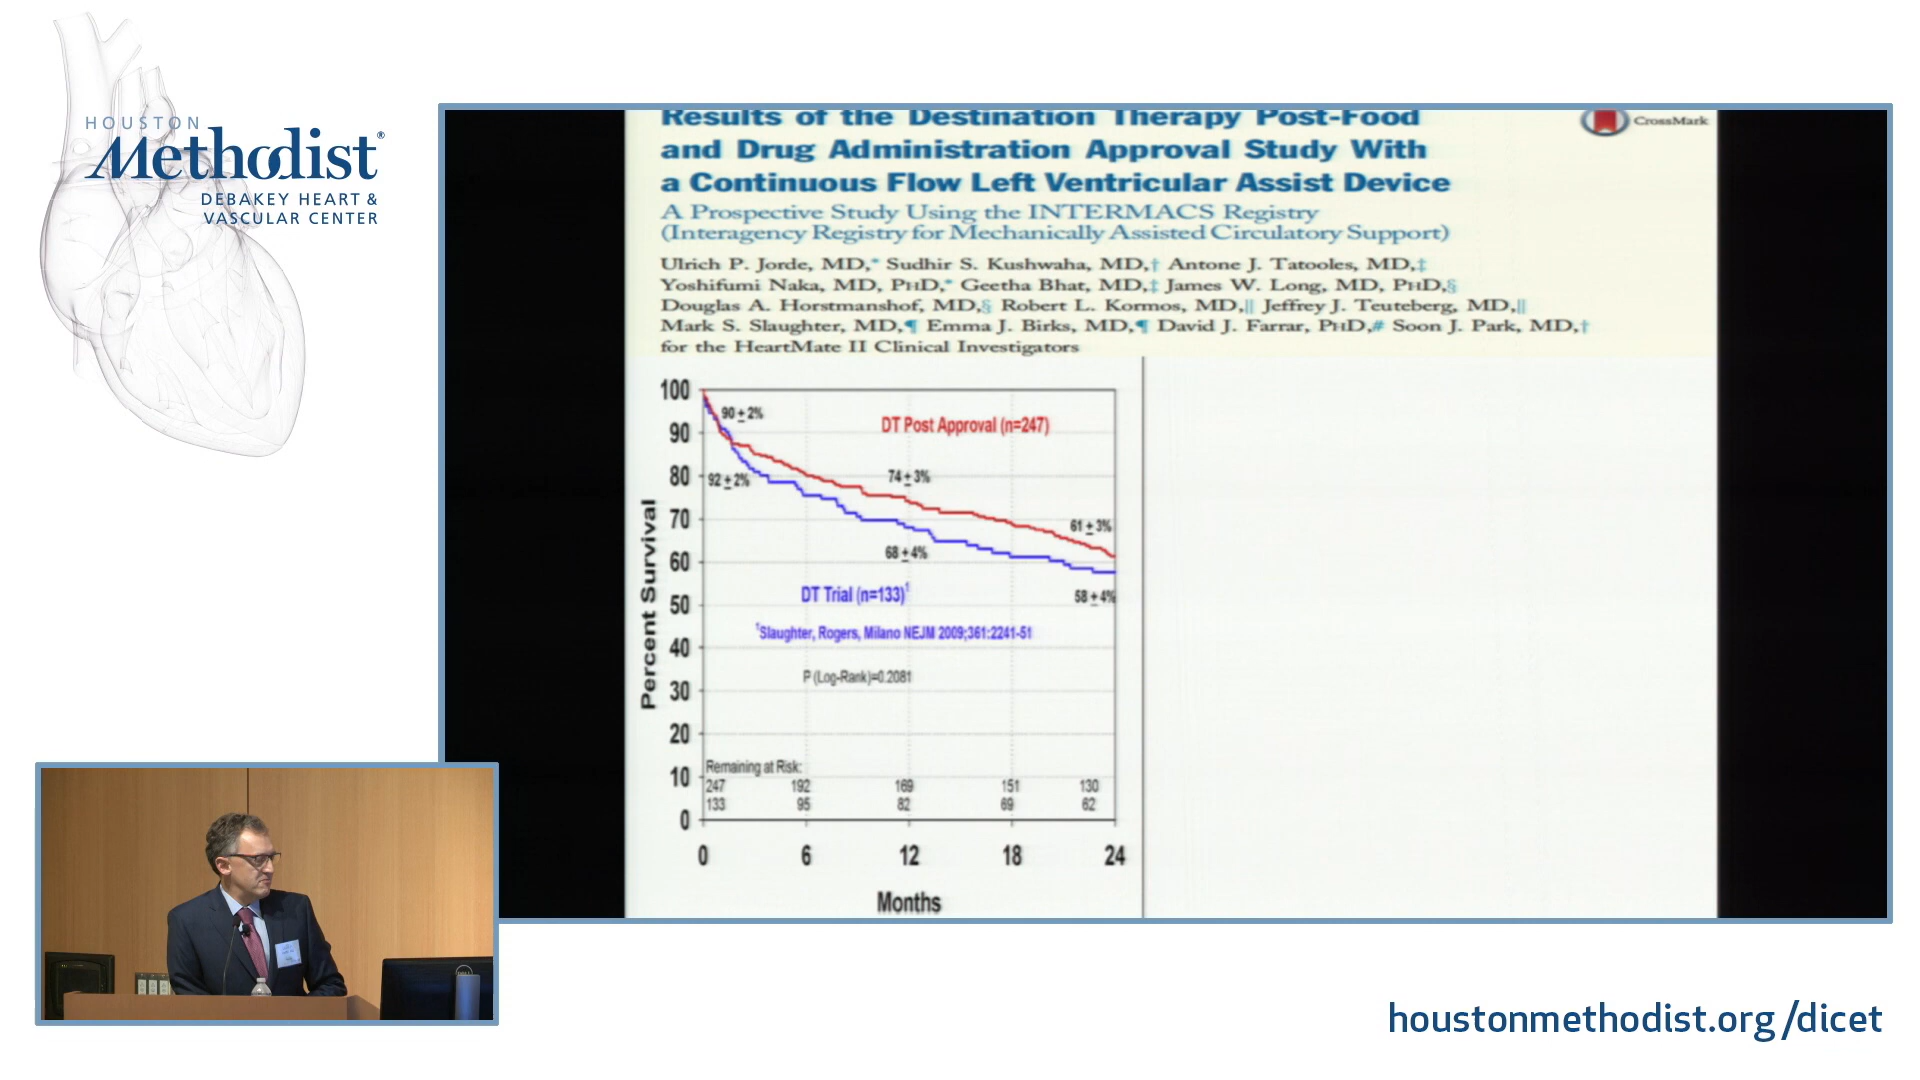 HOUSTON
Methodist®
DEBAKEY HEART &
VASCULAR CENTER
Results of the Destination Therapy Post-Food
and Drug Administration Approval Study With
a Continuous Flow Left Ventricular Assist Device
CrossMark
A Prospective Study Using the INTERMACS Registry
(Interagency Registry for Mechanically Assisted Circulatory Support)
Ulrich P. Jorde, MD,* Sudhir S. Kushwaha, MD,† Antone J. Tatooles, MD,‡
Yoshifumi Naka, MD, PHD,* Geetha Bhat, MD,‡ James W. Long, MD, PHD,§
Douglas A. Horstmanshof, MD,§ Robert L. Kormos, MD,|| Jeffrey J. Teuteberg, MD,||
Mark S. Slaughter, MD,¶ Emma J. Birks, MD,¶ David J. Farrar, PHD,# Soon J. Park, MD,†
for the HeartMate II Clinical Investigators
Percent Survival
100
90
80
70
60
50
40
30
20
10
0
90 ± 2%
DT Post Approval (n=247)
92 ± 2%
74 ± 3%
61 ± 3%
68 ± 4%
DT Trial (n=133)¹
58 ± 4%
¹Slaughter, Rogers, Milano NEJM 2009;361:2241-51
P (Log-Rank)=0.2081
Remaining at Risk:
247 192 169 151 130
133 95 82 69 62
0 6 12 18 24
Months
houstonmethodist.org/dicet